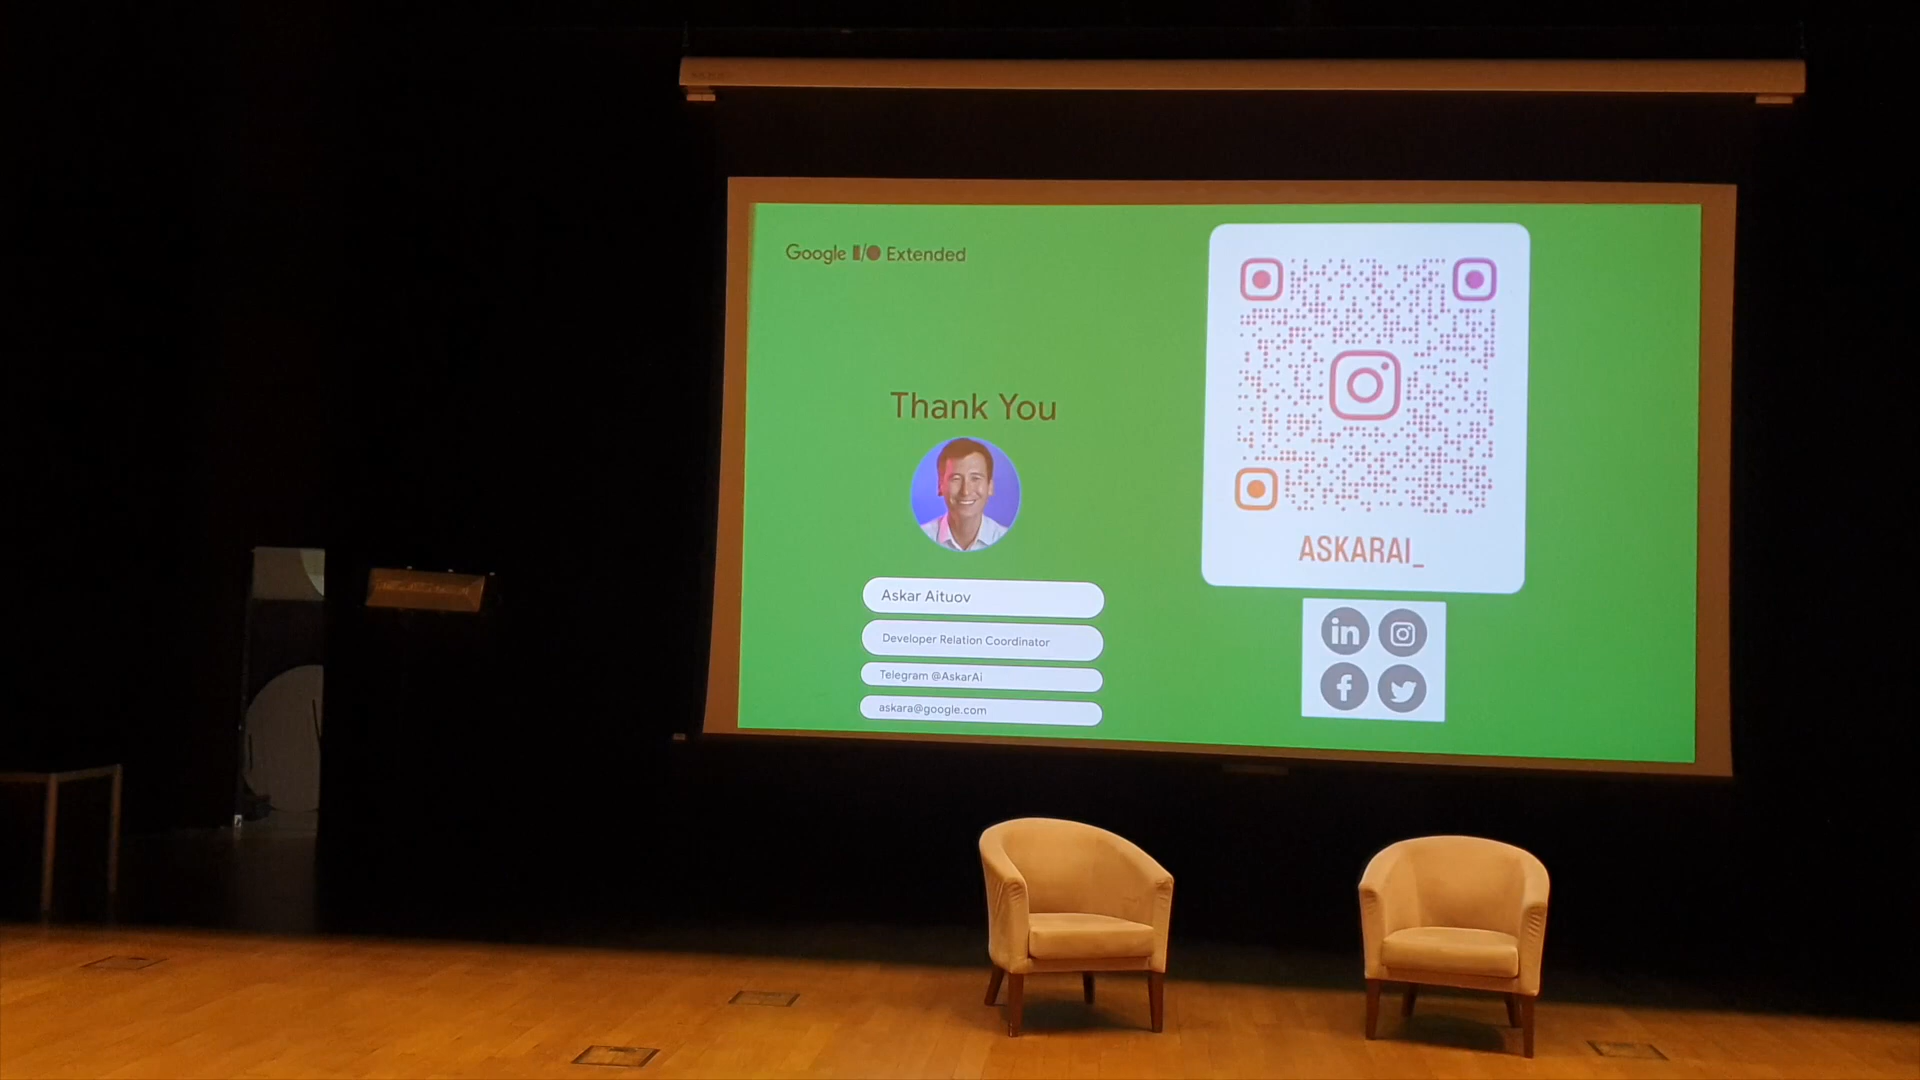 Google I/O Extended
Thank You
Askar Aituov
Developer Relation Coordinator
Telegram @AskarAi
askara@google.com
ASKARAI_
in
f